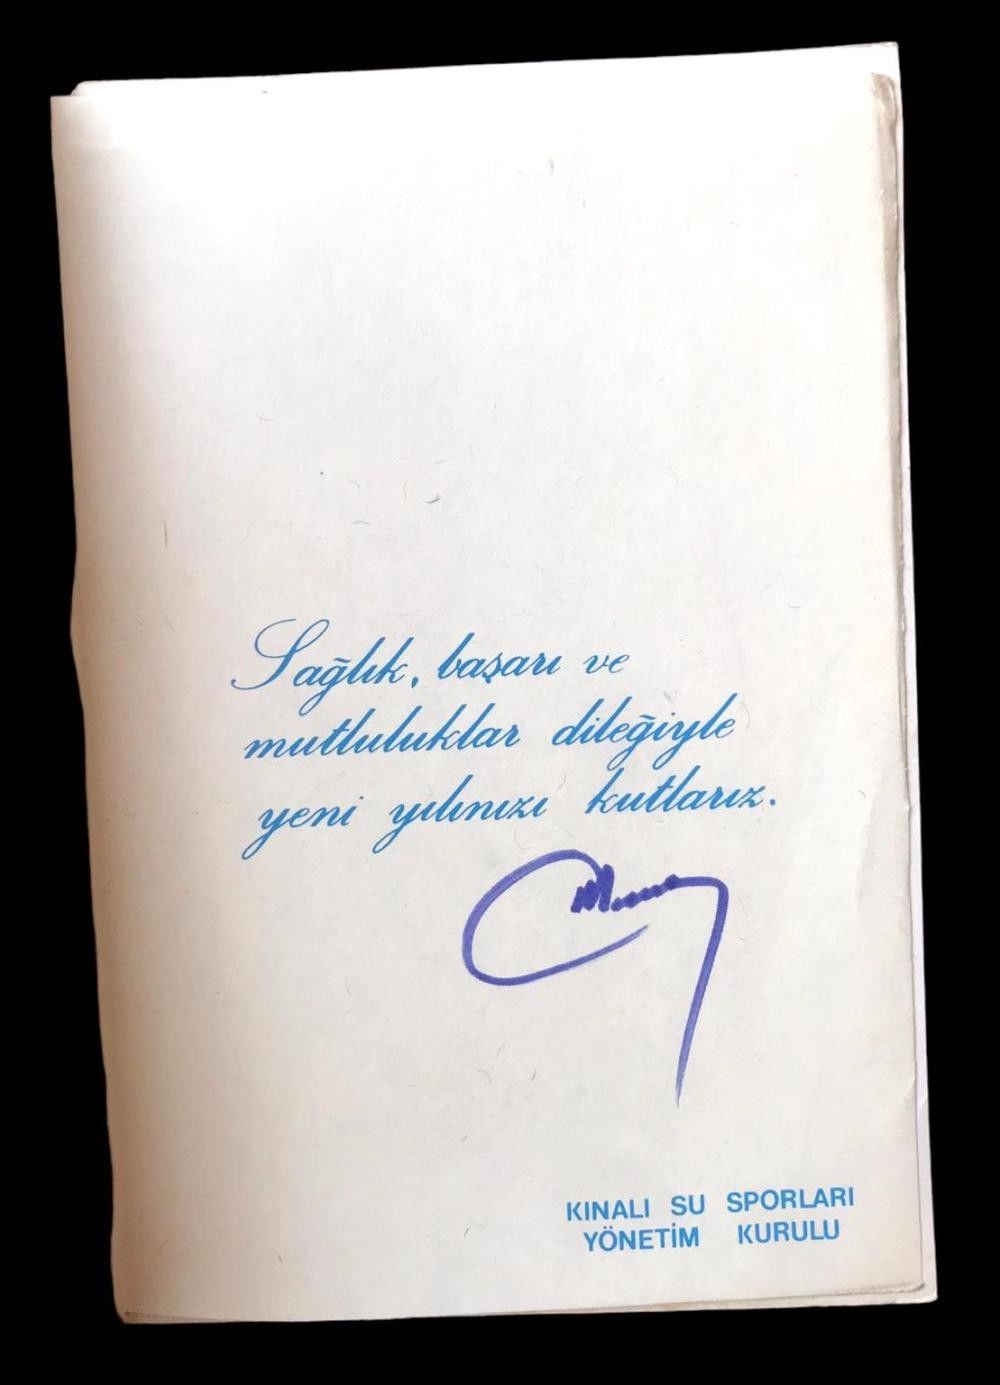 Sağlık, başarı ve
mutluluklar dileğiyle
yeni yılınızı kutlarız.
KINALI SU SPORLARI
YÖNETİM KURULU